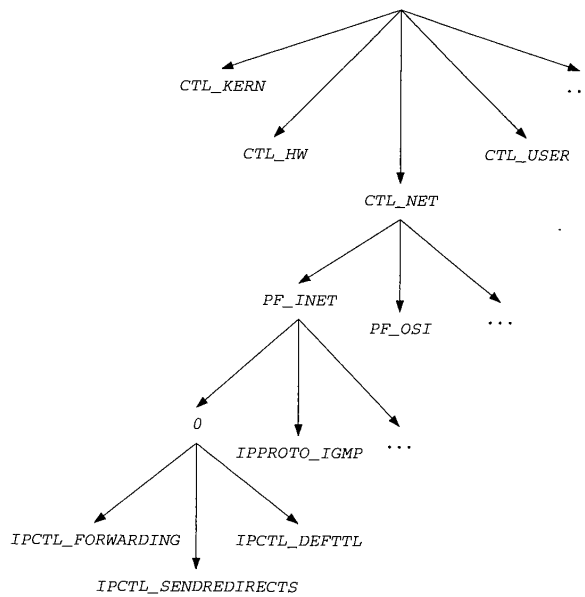 CTL_KERN
..
CTL_HW
CTL_USER
CTL_NET
PF_INET
PF_OSI
...
0
IPPROTO_IGMP
...
IPCTL_FORWARDING
IPCTL_DEFTTL
IPCTL_SENDREDIRECTS